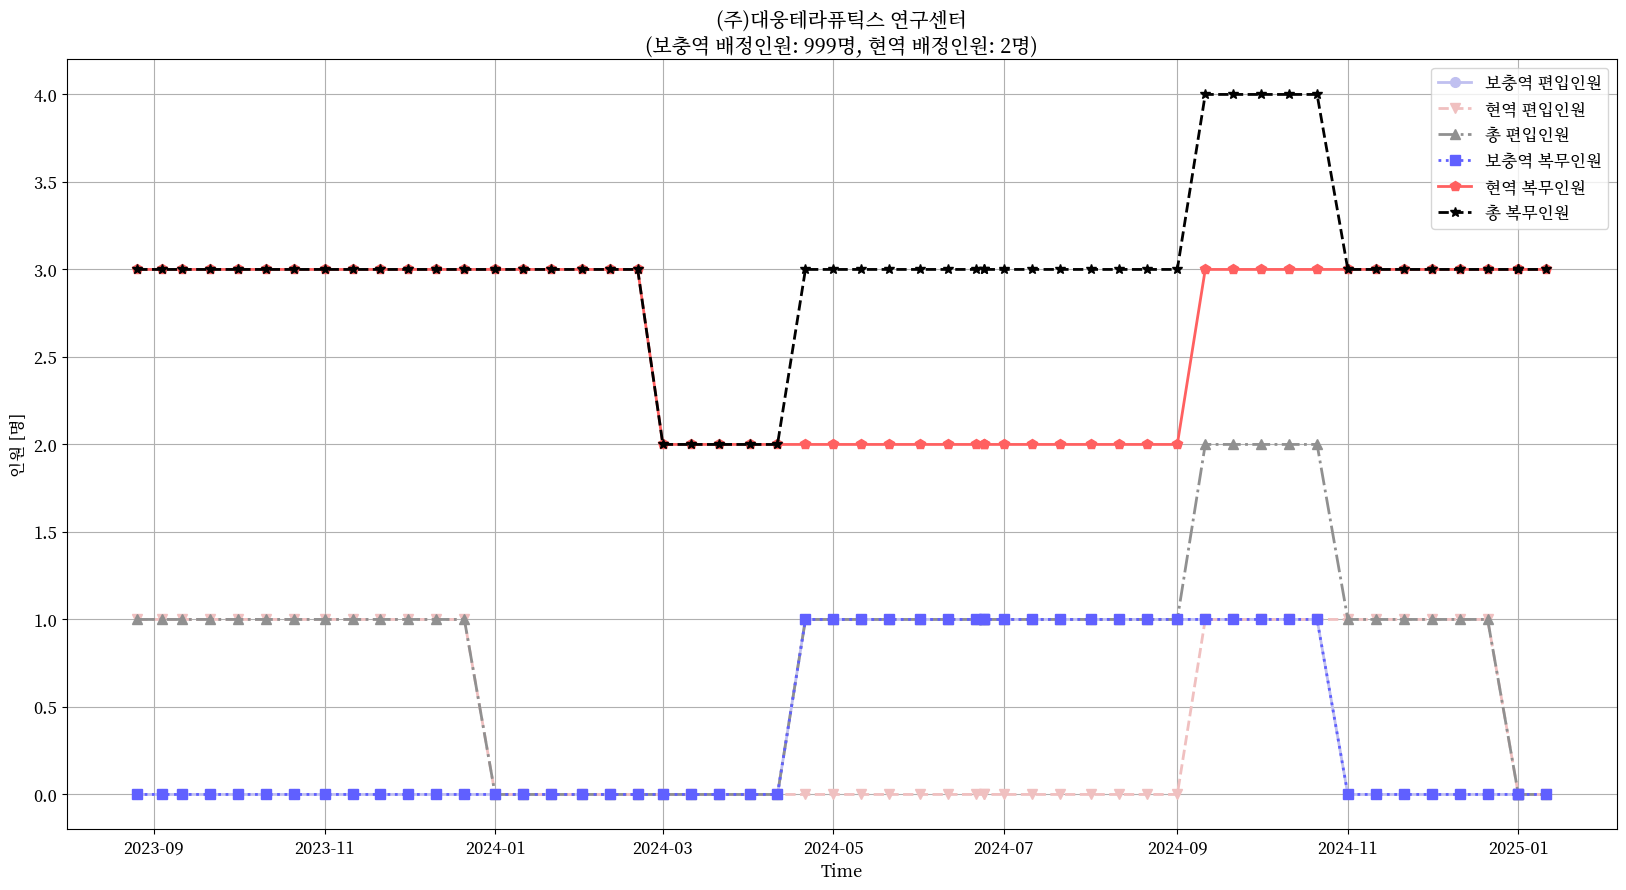 (주)대웅테라퓨틱스 연구센터
(보충역 배정인원: 999명, 현역 배정인원: 2명)
보충역 편입인원
현역 편입인원
총 편입인원
보충역 복무인원
현역 복무인원
총 복무인원
인원 [명]
4.0
3.5
3.0
2.5
2.0
1.5
1.0
0.5
0.0
2023-09 2023-11 2024-01 2024-03 2024-05 2024-07 2024-09 2024-11 2025-01
Time